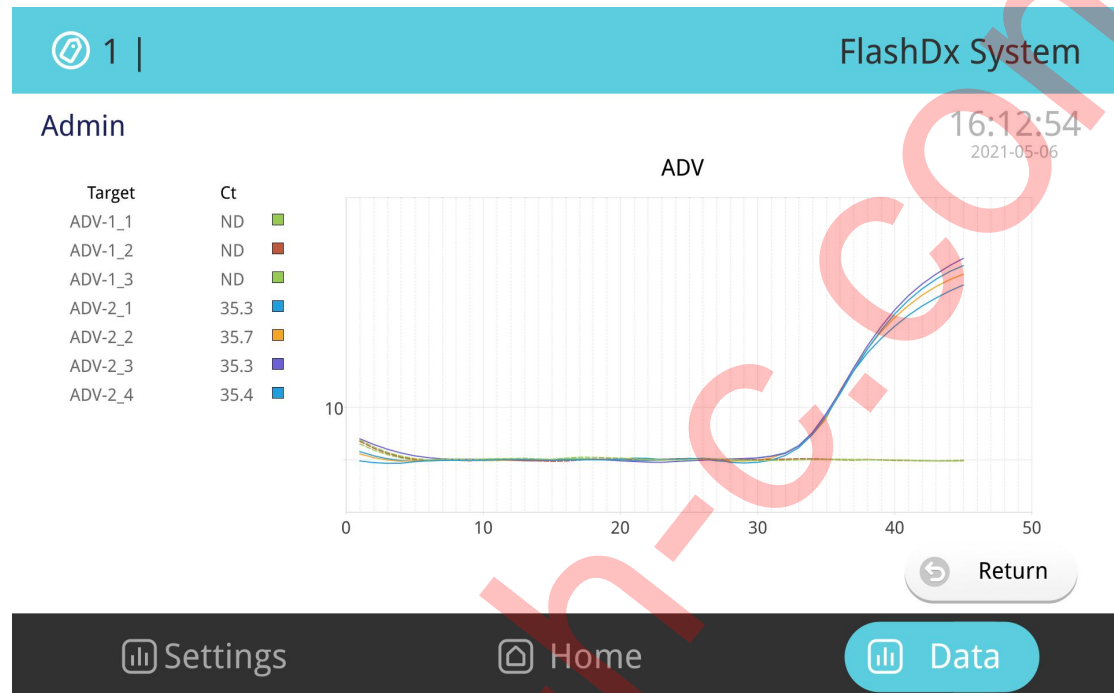 1 |
FlashDx System
Admin
16:12:54
2021-05-06
ADV
Target Ct
ADV-1_1 ND
ADV-1_2 ND
ADV-1_3 ND
ADV-2_1 35.3
ADV-2_2 35.7
ADV-2_3 35.3
ADV-2_4 35.4
10
0 10 20 30 40 50
Return
Settings Home Data
h-c.com